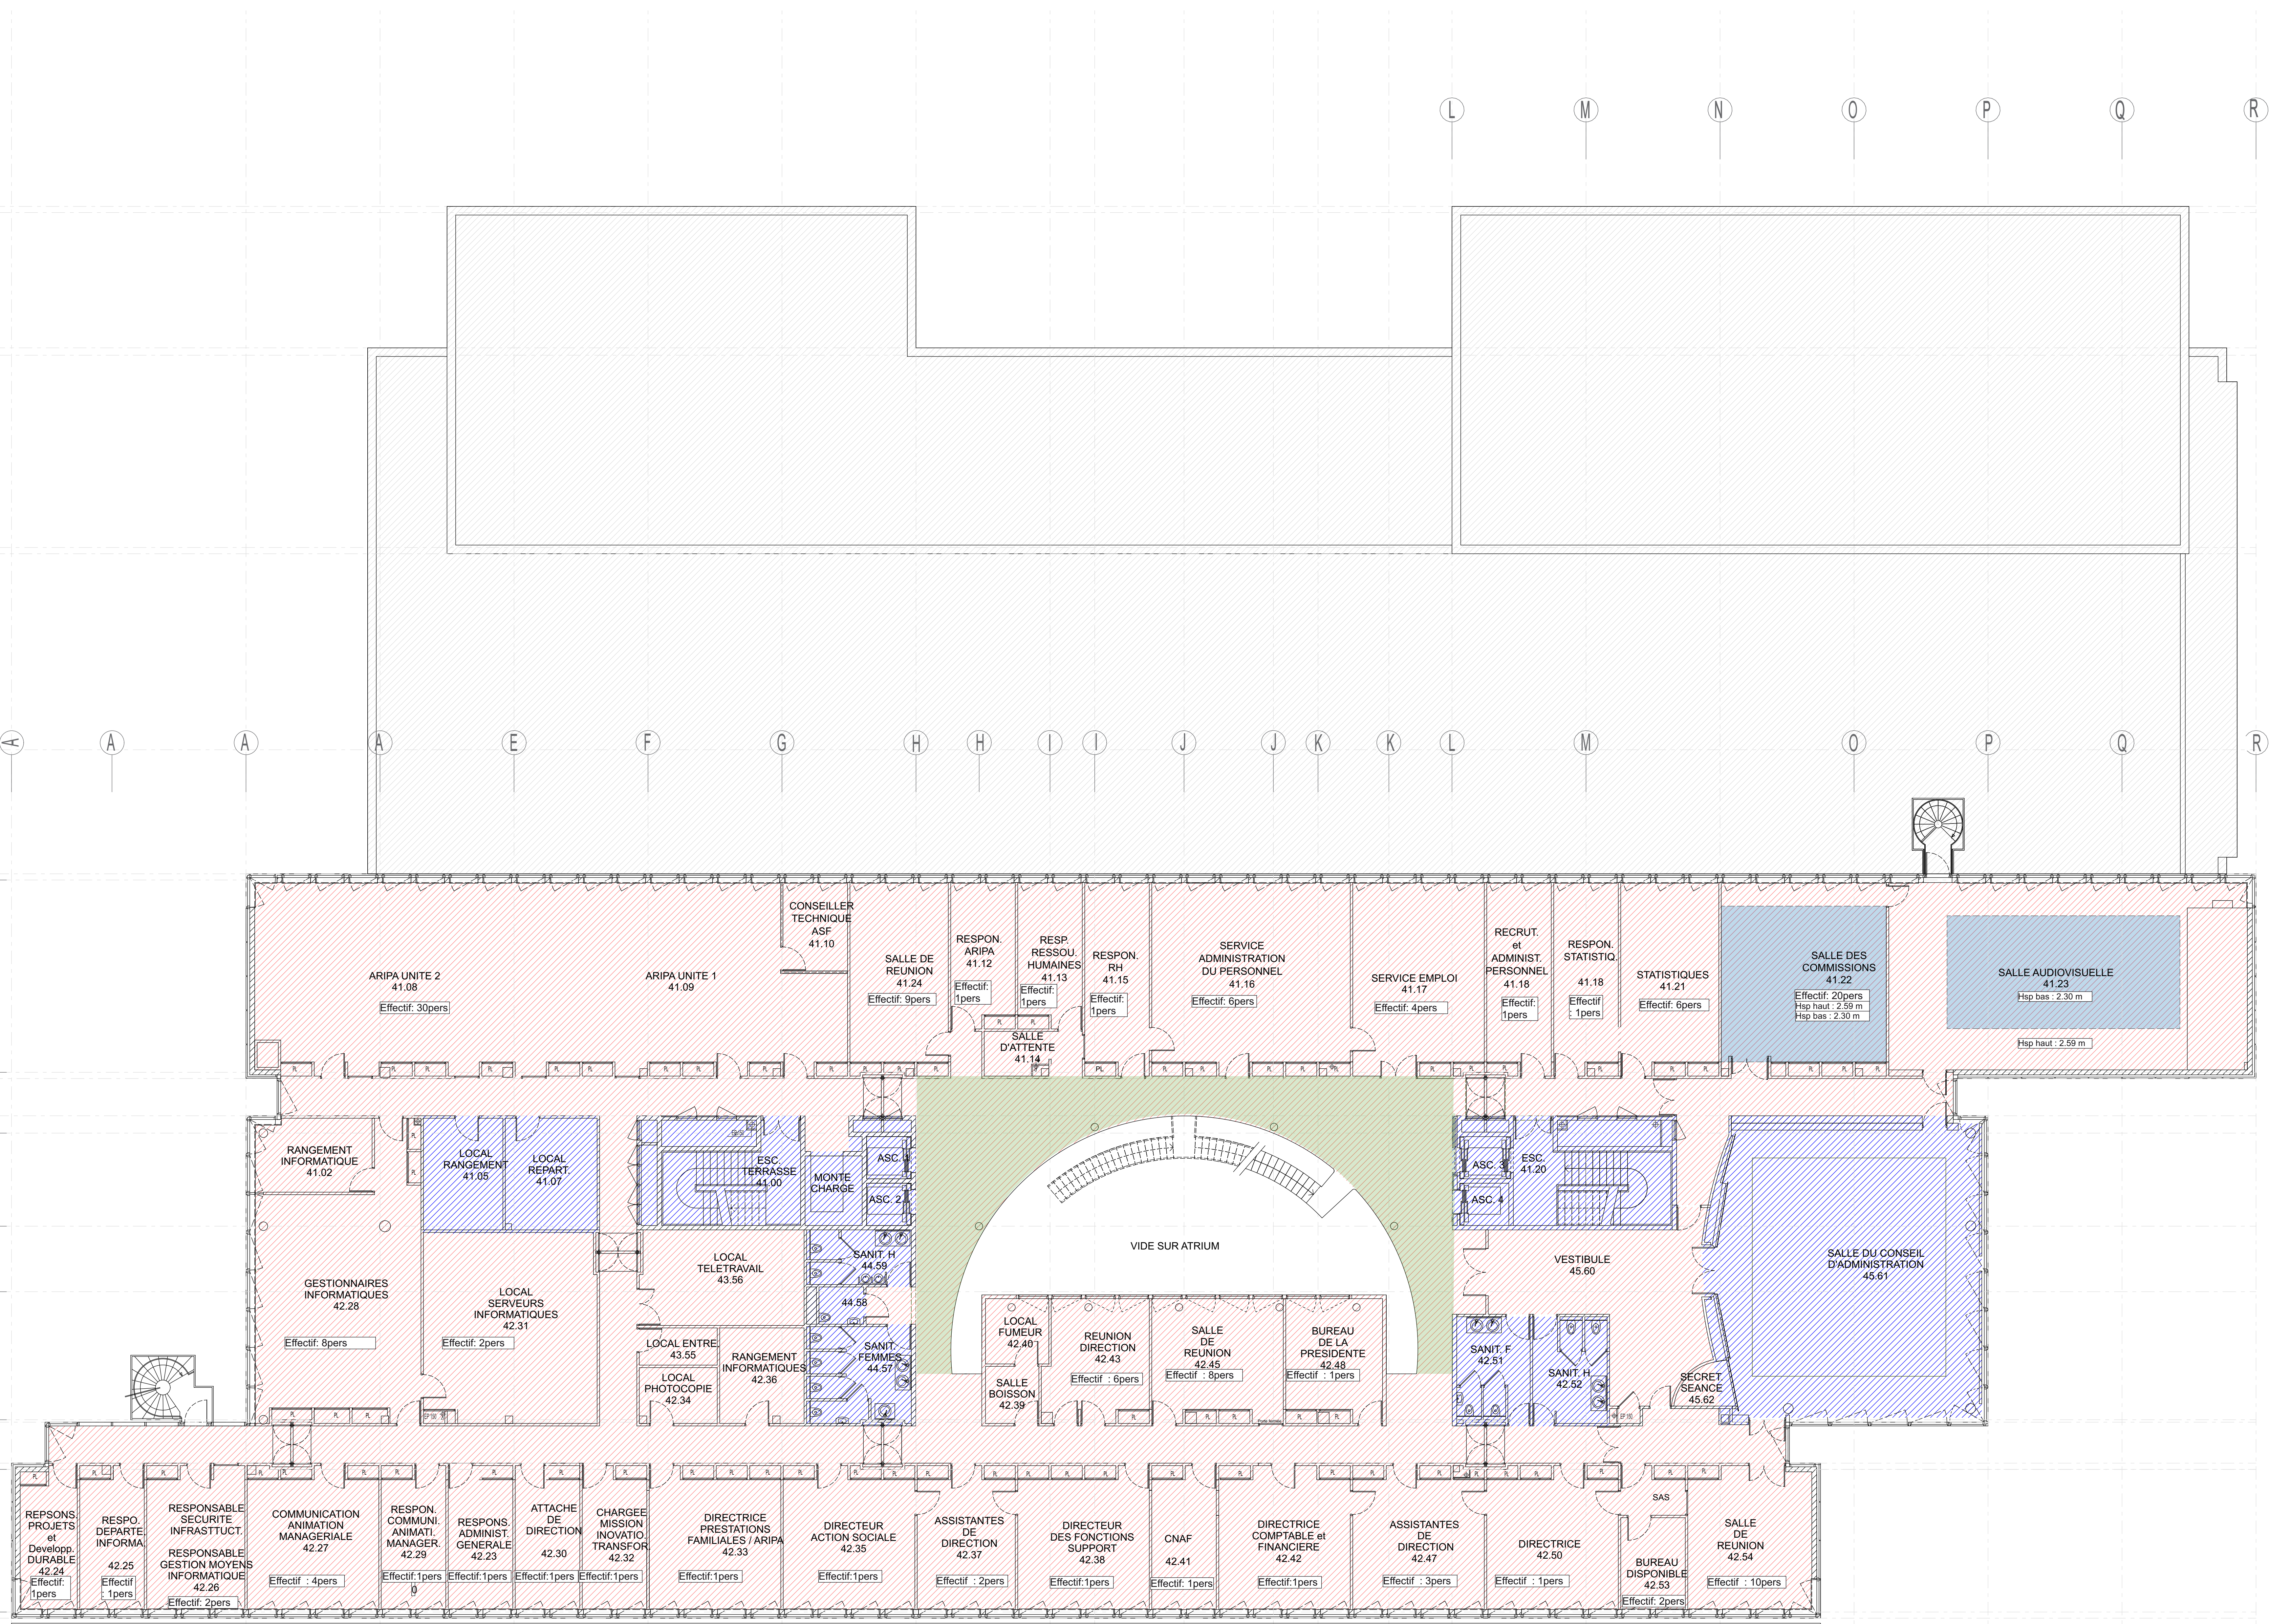 L
M
N
O
P
Q
R
A
A
A
A
E
F
G
H
H
I
I
J
J
K
K
L
M
O
P
Q
R
ARIPA UNITE 2
41.08
Effectif: 30pers
ARIPA UNITE 1
41.09
CONSEILLER
TECHNIQUE
ASF
41.10
SALLE DE
REUNION
41.24
Effectif: 9pers
RESPON.
ARIPA
41.12
Effectif:
1pers
RESP.
RESSOU.
HUMAINES
41.13
Effectif:
1pers
SALLE
D'ATTENTE
41.14
RESPON.
RH
41.15
Effectif:
1pers
SERVICE
ADMINISTRATION
DU PERSONNEL
41.16
Effectif: 6pers
SERVICE EMPLOI
41.17
Effectif: 4pers
RECRUT.
et
ADMINIST.
PERSONNEL
41.18
Effectif:
1pers
RESPON.
STATISTIQ.
41.18
Effectif
: 1pers
STATISTIQUES
41.21
Effectif: 6pers
SALLE DES
COMMISSIONS
41.22
Effectif: 20pers
Hsp haut : 2.59 m
Hsp bas : 2.30 m
SALLE AUDIOVISUELLE
41.23
Hsp bas : 2.30 m
Hsp haut : 2.59 m
RANGEMENT
INFORMATIQUE
41.02
LOCAL
RANGEMENT
41.05
LOCAL
REPART.
41.07
ESC.
TERRASSE
41.00
MONTE
CHARGE
ASC. 1
ASC. 2
ASC. 3
ASC. 4
ESC.
41.20
VIDE SUR ATRIUM
VESTIBULE
45.60
SALLE DU CONSEIL
D'ADMINISTRATION
45.61
GESTIONNAIRES
INFORMATIQUES
42.28
Effectif: 8pers
LOCAL
SERVEURS
INFORMATIQUES
42.31
Effectif: 2pers
LOCAL
TELETRAVAIL
43.56
SANIT. H
44.59
44.58
SANIT.
FEMMES
44.57
LOCAL ENTRE.
43.55
LOCAL
PHOTOCOPIE
42.34
RANGEMENT
INFORMATIQUES
42.36
LOCAL
FUMEUR
42.40
SALLE
BOISSON
42.39
REUNION
DIRECTION
42.43
Effectif : 6pers
SALLE
DE
REUNION
42.45
Effectif : 8pers
BUREAU
DE LA
PRESIDENTE
42.48
Effectif : 1pers
SANIT. F
42.51
SANIT. H.
42.52
SECRET.
SEANCE
45.62
EP 150
EP 150
REPSONS.
PROJETS
et
Developp.
DURABLE
42.24
Effectif:
1pers
RESPO.
DEPARTE.
INFORMA.
42.25
Effectif
: 1pers
RESPONSABLE
SECURITE
INFRASTTUCT.
RESPONSABLE
GESTION MOYENS
INFORMATIQUE
42.26
Effectif: 2pers
COMMUNICATION
ANIMATION
MANAGERIALE
42.27
Effectif : 4pers
RESPON.
COMMUNI.
ANIMATI.
MANAGER.
42.29
Effectif:1pers
0
RESPONS.
ADMINIST.
GENERALE
42.23
Effectif:1pers
ATTACHE
DE
DIRECTION
42.30
Effectif:1pers
CHARGEE
MISSION
INOVATIO.
TRANSFOR.
42.32
Effectif:1pers
DIRECTRICE
PRESTATIONS
FAMILIALES / ARIPA
42.33
Effectif:1pers
DIRECTEUR
ACTION SOCIALE
42.35
Effectif:1pers
ASSISTANTES
DE
DIRECTION
42.37
Effectif : 2pers
DIRECTEUR
DES FONCTIONS
SUPPORT
42.38
Effectif:1pers
CNAF
42.41
Effectif: 1pers
DIRECTRICE
COMPTABLE et
FINANCIERE
42.42
Effectif:1pers
ASSISTANTES
DE
DIRECTION
42.47
Effectif : 3pers
DIRECTRICE
42.50
Effectif : 1pers
SAS
BUREAU
DISPONIBLE
42.53
Effectif: 2pers
SALLE
DE
REUNION
42.54
Effectif : 10pers